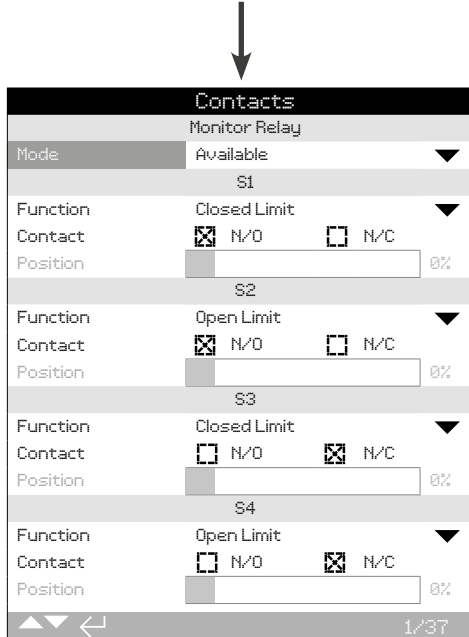 Contacts
Monitor Relay
Mode Available
S1
Function Closed Limit
Contact N/O N/C
Position 0%
S2
Function Open Limit
Contact N/O N/C
Position 0%
S3
Function Closed Limit
Contact N/O N/C
Position 0%
S4
Function Open Limit
Contact N/O N/C
Position 0%
1/37